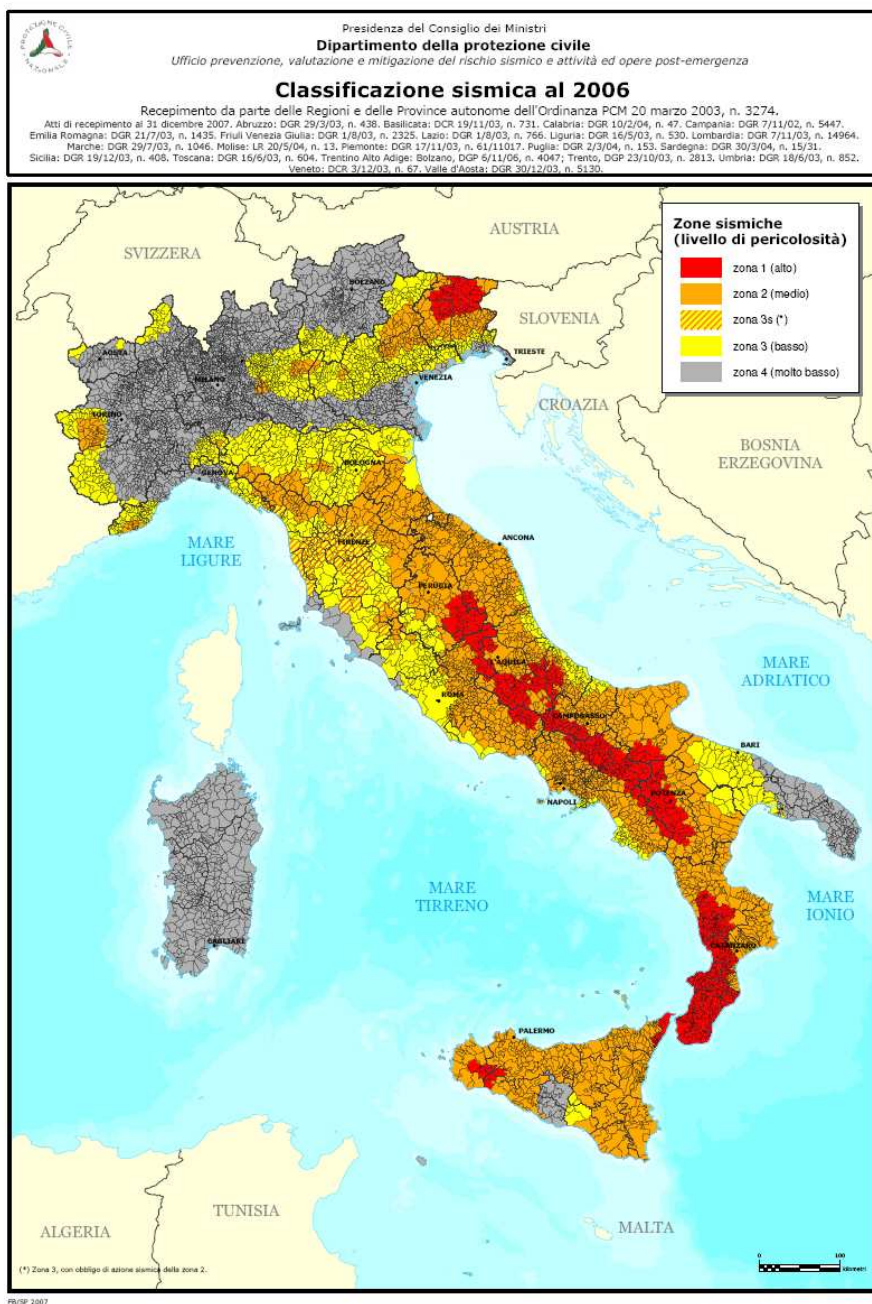 PROTEZIONE CIVILE
NAZIONALE
Presidenza del Consiglio dei Ministri
Dipartimento della protezione civile
Ufficio prevenzione, valutazione e mitigazione del rischio sismico e attività ed opere post-emergenza
Classificazione sismica al 2006
Recepimento da parte delle Regioni e delle Province autonome dell'Ordinanza PCM 20 marzo 2003, n. 3274.
Atti di recepimento al 31 dicembre 2007. Abruzzo: DGR 29/3/03, n. 438. Basilicata: DCR 19/11/03, n. 731. Calabria: DGR 10/2/04, n. 47. Campania: DGR 7/11/02, n. 5447.
Emilia Romagna: DGR 21/7/03, n. 1435. Friuli Venezia Giulia: DGR 1/8/03, n. 2325. Lazio: DGR 1/8/03, n. 766. Liguria: DGR 16/5/03, n. 530. Lombardia: DGR 7/11/03, n. 14964.
Marche: DGR 29/7/03, n. 1046. Molise: LR 20/5/04, n. 13. Piemonte: DGR 17/11/03, n. 61/11017. Puglia: DGR 2/3/04, n. 153. Sardegna: DGR 30/3/04, n. 15/31.
Sicilia: DGR 19/12/03, n. 408. Toscana: DGR 16/6/03, n. 604. Trentino Alto Adige: Bolzano, DGP 6/11/06, n. 4047; Trento, DGP 23/10/03, n. 2813. Umbria: DGR 18/6/03, n. 852.
Veneto: DCR 3/12/03, n. 67. Valle d'Aosta: DGR 30/12/03, n. 5130.
Zone sismiche
(livello di pericolosità)
zona 1 (alto)
zona 2 (medio)
zona 3s (*)
zona 3 (basso)
zona 4 (molto basso)
AUSTRIA
SVIZZERA
BOLZANO
SLOVENIA
AOSTA
TRIESTE
MILANO
VENEZIA
CROAZIA
TORINO
BOSNIA
ERZEGOVINA
BOLOGNA
GENOVA
MARE
LIGURE
FIRENZE
ANCONA
PERUGIA
L'AQUILA
MARE
ADRIATICO
ROMA
CAMPOBASSO
BARI
NAPOLI
POTENZA
MARE
TIRRENO
MARE
IONIO
CAGLIARI
CATANZARO
PALERMO
TUNISIA
ALGERIA
MALTA
(*) Zona 3, con obbligo di azione sismica della zona 2.
0 100
kilometri
FB/SP 2007